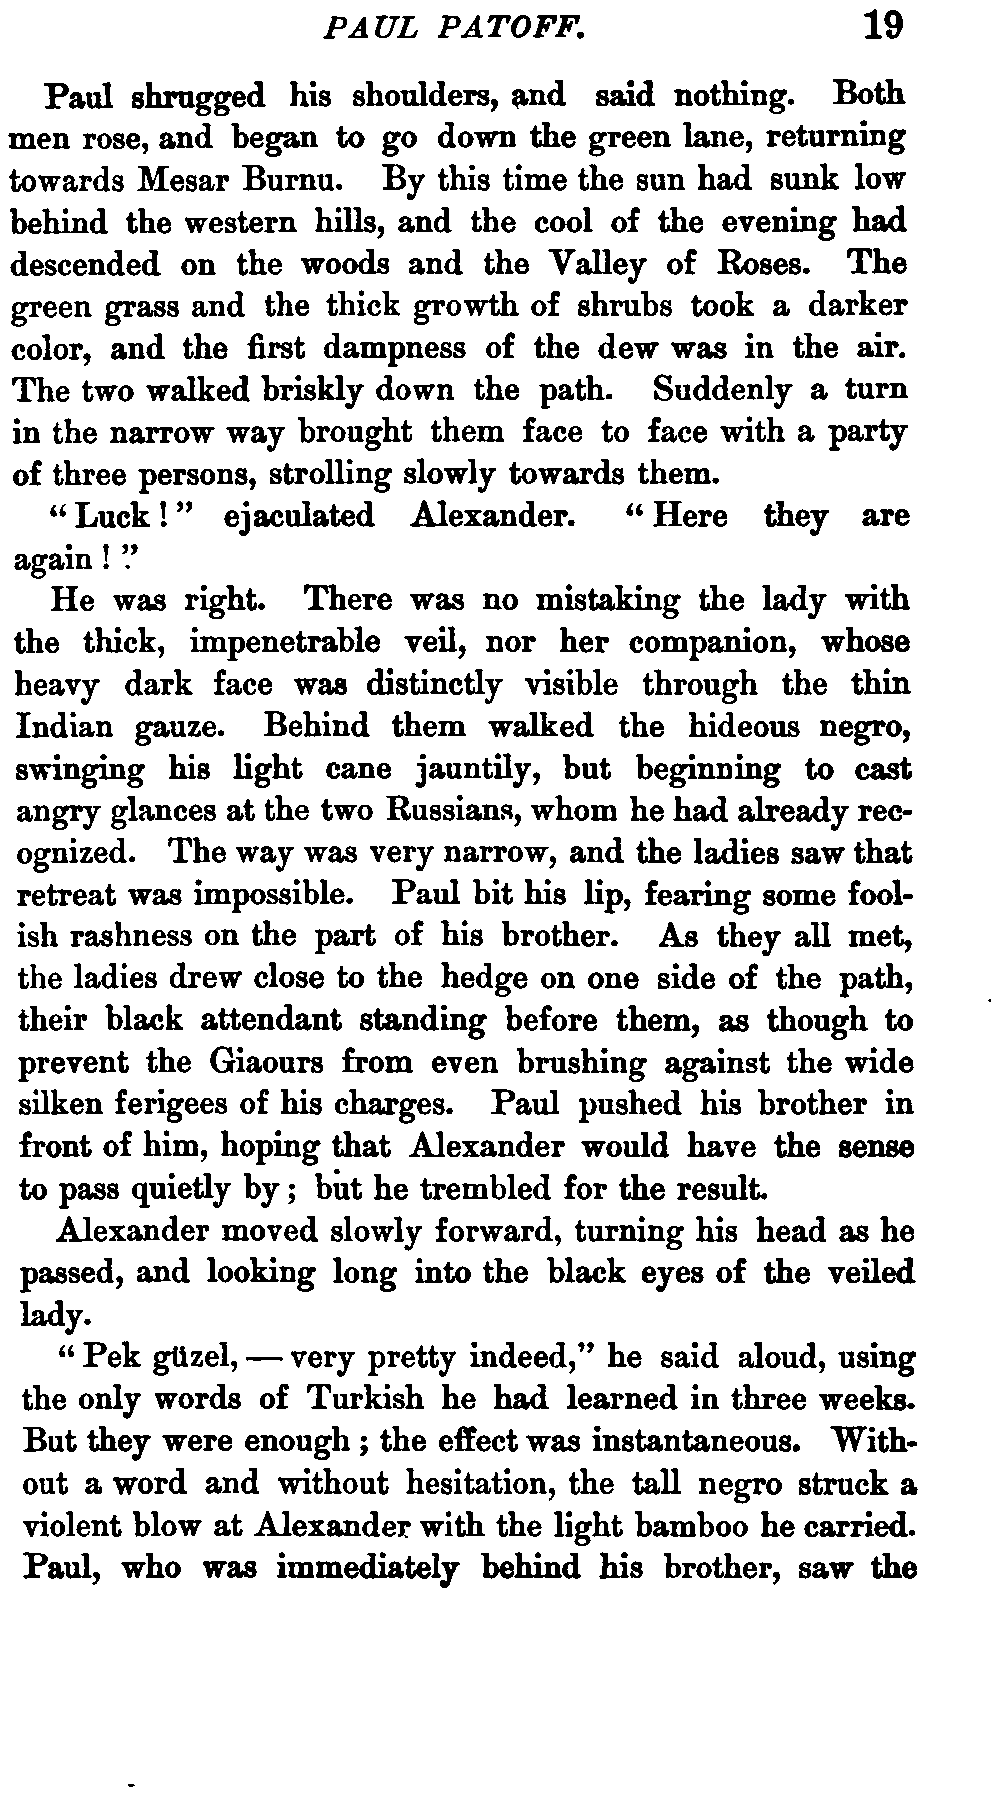 PAUL PATOFF. 19
Paul shrugged his shoulders, and said nothing. Both
men rose, and began to go down the green lane, returning
towards Mesar Burnu. By this time the sun had sunk low
behind the western hills, and the cool of the evening had
descended on the woods and the Valley of Roses. The
green grass and the thick growth of shrubs took a darker
color, and the first dampness of the dew was in the air.
The two walked briskly down the path. Suddenly a turn
in the narrow way brought them face to face with a party
of three persons, strolling slowly towards them.
“Luck!” ejaculated Alexander. “Here they are
again!”
He was right. There was no mistaking the lady with
the thick, impenetrable veil, nor her companion, whose
heavy dark face was distinctly visible through the thin
Indian gauze. Behind them walked the hideous negro,
swinging his light cane jauntily, but beginning to cast
angry glances at the two Russians, whom he had already rec-
ognized. The way was very narrow, and the ladies saw that
retreat was impossible. Paul bit his lip, fearing some fool-
ish rashness on the part of his brother. As they all met,
the ladies drew close to the hedge on one side of the path,
their black attendant standing before them, as though to
prevent the Giaours from even brushing against the wide
silken ferigees of his charges. Paul pushed his brother in
front of him, hoping that Alexander would have the sense
to pass quietly by; but he trembled for the result.
Alexander moved slowly forward, turning his head as he
passed, and looking long into the black eyes of the veiled
lady.
“Pek güzel, — very pretty indeed,” he said aloud, using
the only words of Turkish he had learned in three weeks.
But they were enough; the effect was instantaneous. With-
out a word and without hesitation, the tall negro struck a
violent blow at Alexander with the light bamboo he carried.
Paul, who was immediately behind his brother, saw the